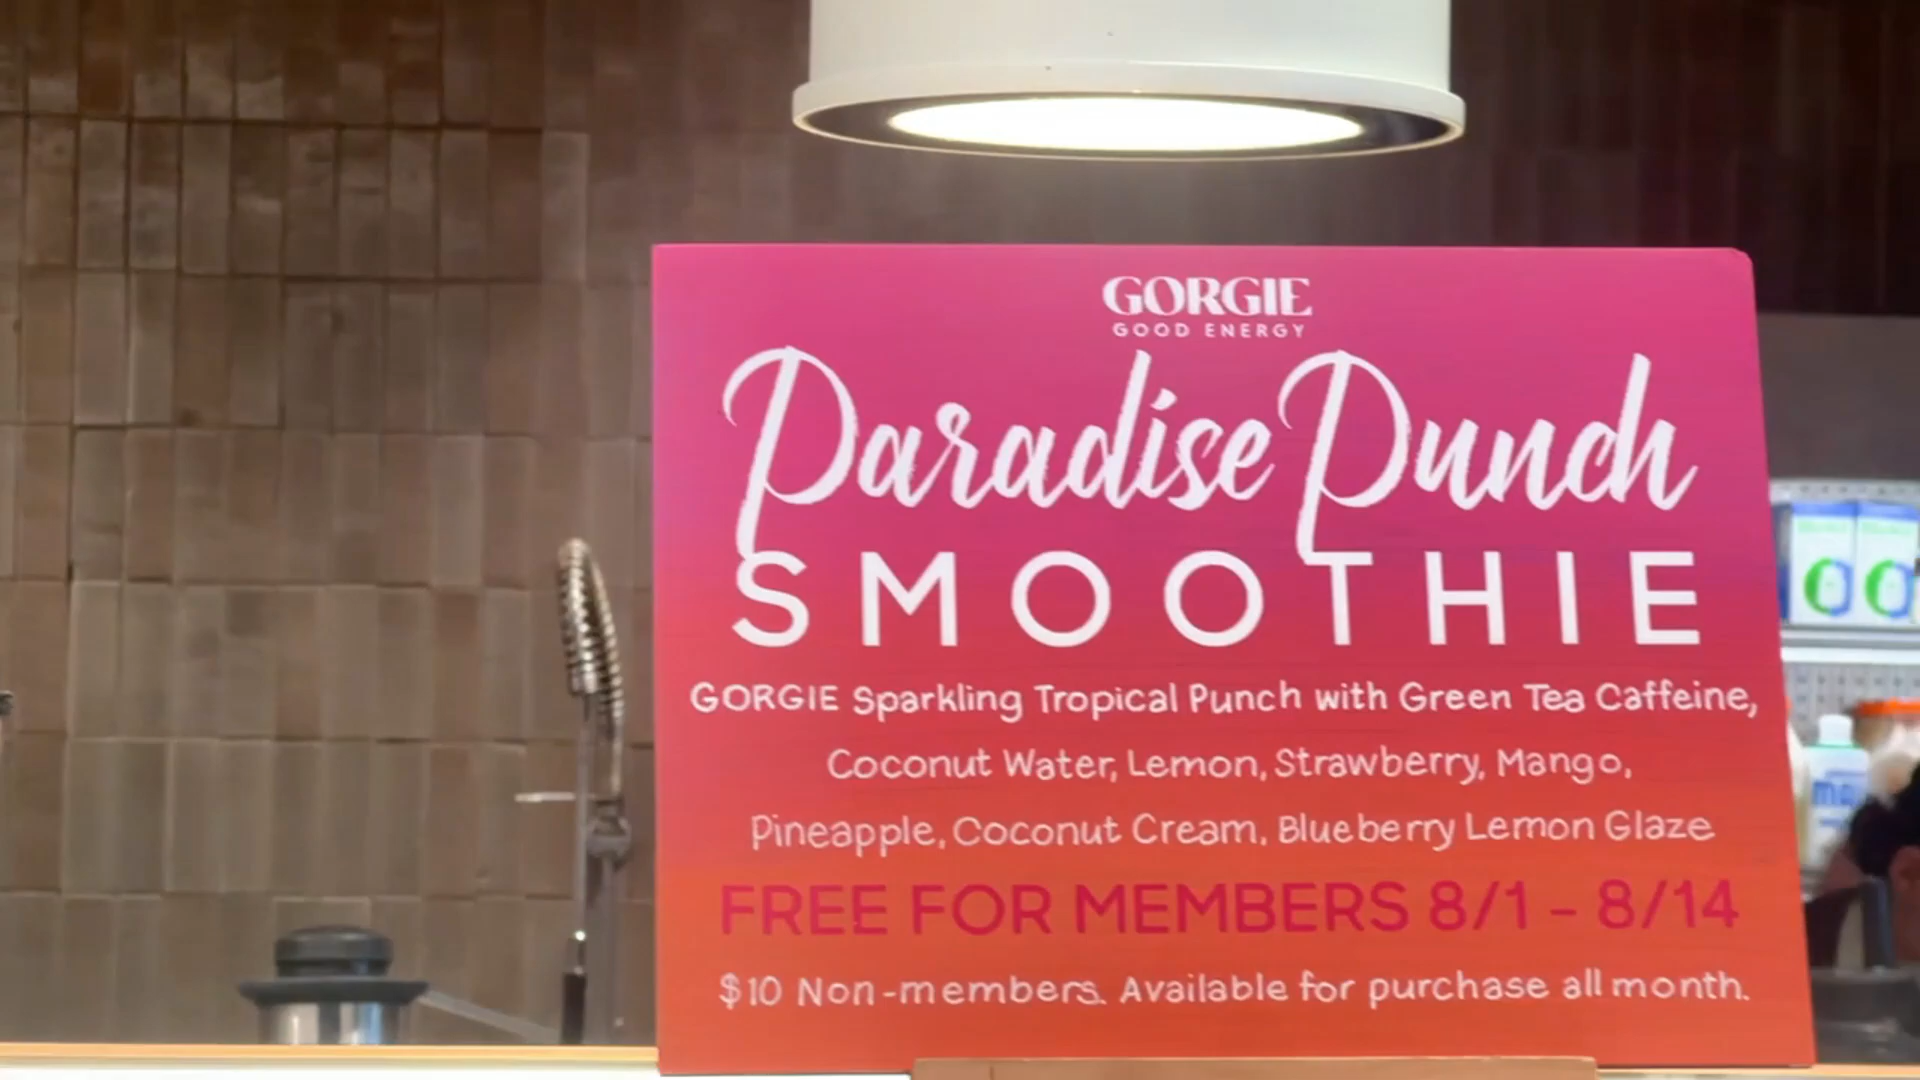 GORGIE
GOOD ENERGY
Paradise Punch
SMOOTHIE
GORGIE Sparkling Tropical Punch with Green Tea Caffeine,
Coconut Water, Lemon, Strawberry, Mango,
Pineapple, Coconut Cream, Blueberry Lemon Glaze
FREE FOR MEMBERS 8/1 - 8/14
$10 Non-members. Available for purchase all month.